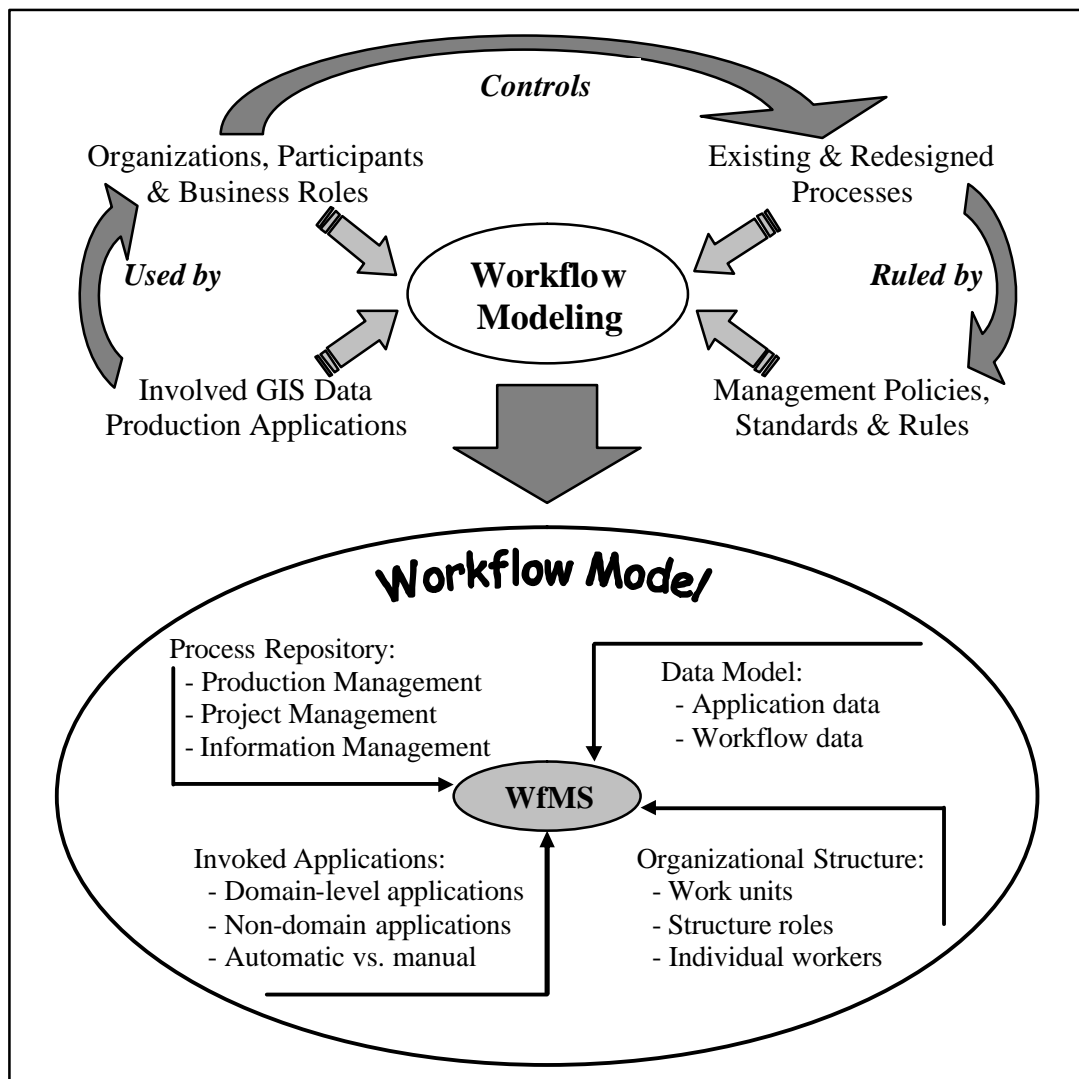 Controls
Organizations, Participants
& Business Roles
Existing & Redesigned
Processes
Used by
Workflow
Modeling
Ruled by
Involved GIS Data
Production Applications
Management Policies,
Standards & Rules
Workflow Model
Process Repository:
- Production Management
- Project Management
- Information Management
Data Model:
- Application data
- Workflow data
WfMS
Invoked Applications:
- Domain-level applications
- Non-domain applications
- Automatic vs. manual
Organizational Structure:
- Work units
- Structure roles
- Individual workers